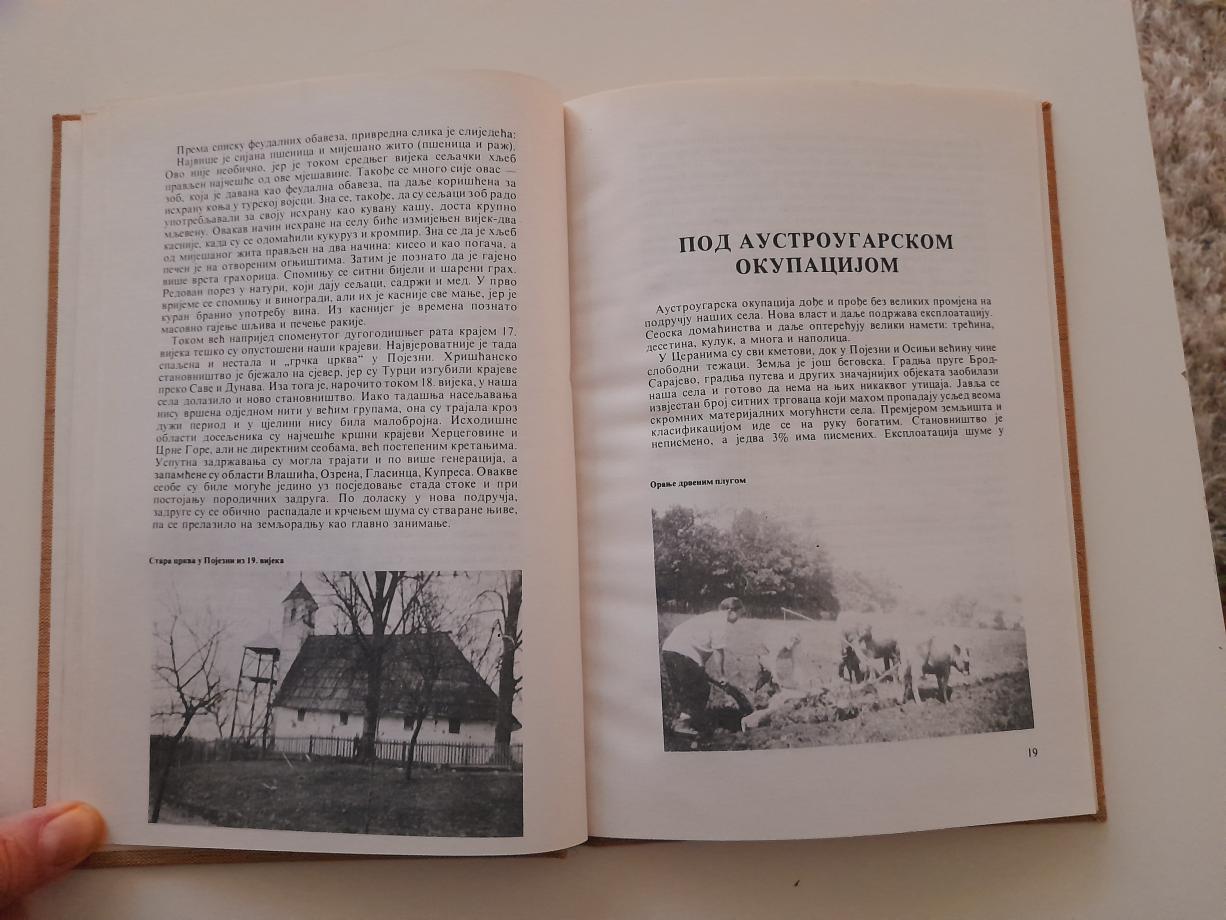 Према списку феудалних обавеза, привредна слика је слиједећа:
Највише је сијана пшеница и мијешано жито (пшеница и раж).
Ово није необично, јер је током средњег вијека сељачки хљеб
прављен најчешће од ове мјешавине. Такође се много сије овас —
зоб, која је давана као феудална обавеза, па даље коришћена за
исхрану коња у турској војсци. Зна се, такође, да су сељаци зоб радо
употребљавали за своју исхрану као кувану кашу, доста крупно
мљевену. Овакав начин исхране на селу биће измијењен вијек-два
касније, када су се одомаћили кукуруз и кромпир. Зна се да је хљеб
од мијешаног жита прављен на два начина: кисео и као погача, а
печен је на отвореним огњиштима. Затим је познато да је гајено
више врста грахорица. Спомињу се ситни бијели и шарени грах.
Редован порез у натури, који дају сељаци, садржи и мед. У прво
вријеме се спомињу и виногради, али их је касније све мање, јер је
куран бранио употребу вина. Из каснијег је времена познато
масовно гајење шљива и печење ракије.
Током већ напријед споменутог дугогодишњег рата крајем 17.
вијека тешко су опустошени наши крајеви. Највјероватније је тада
спаљена и нестала и „грчка црква“ у Појезни. Хришћанско
становништво је бјежало на сјевер, јер су Турци изгубили крајеве
преко Саве и Дунава. Иза тога је, нарочито током 18. вијека, у наша
села долазило и ново становништво. Иако тадашња насељавања
нису вршена одједном нити у већим групама, она су трајала кроз
дужи период и у цјелини нису била малобројна. Исходишне
области досељеника су најчешће кршни крајеви Херцеговине и
Црне Горе, али не директним сеобама, већ постепеним кретањима.
Успутна задржавања су могла трајати и по више генерација, а
запамћене су области Влашића, Озрена, Гласинца, Купреса. Овакве
сеобе су биле могуће једино уз посједовање стада стоке и при
постојању породичних задруга. По доласку у нова подручја,
задруге су се обично распадале и крчењем шума су стваране њиве,
па се прелазило на земљорадњу као главно занимање.
Стара црква у Појезни из 19. вијека
ПОД АУСТРОУГАРСКОМ
ОКУПАЦИЈОМ
Аустроугарска окупација дође и прође без великих промјена на
подручју наших села. Нова власт и даље подржава експлоатацију.
Сеоска домаћинства и даље оптерећују велики намети: трећина,
десетина, кулук, а многа и наполица.
У Церанима су сви кметови, док у Појезни и Осињи већину чине
слободни тежаци. Земља је још беговска. Градња пруге Брод-
Сарајево, градња путева и других значајнијих објеката заобилази
наша села и готово да нема на њих никаквог утицаја. Јавља се
извјестан број ситних трговаца који махом пропадају усљед веома
скромних материјалних могућнисти села. Премјером земљишта и
класификацијом иде се на руку богатим. Становништво је
неписмено, а једва 3% има писмених. Експлоатација шуме у
Орање дрвеним плугом
19